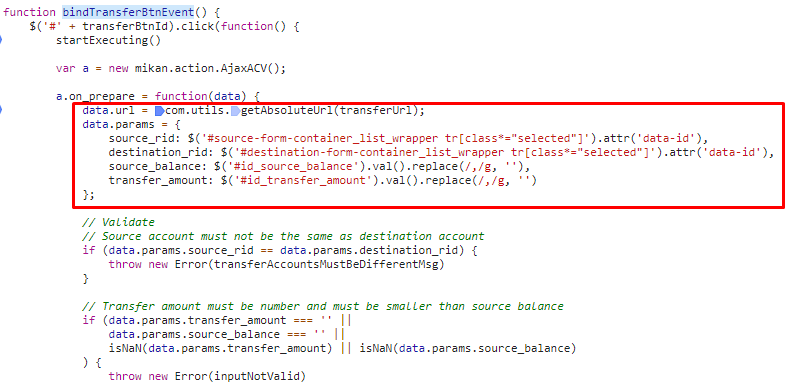 function bindTransferBtnEvent() {
    $('#' + transferBtnId).click(function() {
        startExecuting()

        var a = new mikan.action.AjaxACV();

        a.on_prepare = function(data) {
            data.url = com.utils.getAbsoluteUrl(transferUrl);
            data.params = {
                source_rid: $('#source-form-container_list_wrapper tr[class*="selected"]').attr('data-id'),
                destination_rid: $('#destination-form-container_list_wrapper tr[class*="selected"]').attr('data-id'),
                source_balance: $('#id_source_balance').val().replace(/,/g, ''),
                transfer_amount: $('#id_transfer_amount').val().replace(/,/g, '')
            };

            // Validate
            // Source account must not be the same as destination account
            if (data.params.source_rid == data.params.destination_rid) {
                throw new Error(transferAccountsMustBeDifferentMsg)
            }

            // Transfer amount must be number and must be smaller than source balance
            if (data.params.transfer_amount === '' ||
                data.params.source_balance === '' ||
                isNaN(data.params.transfer_amount) || isNaN(data.params.source_balance)
            ) {
                throw new Error(inputNotValid)